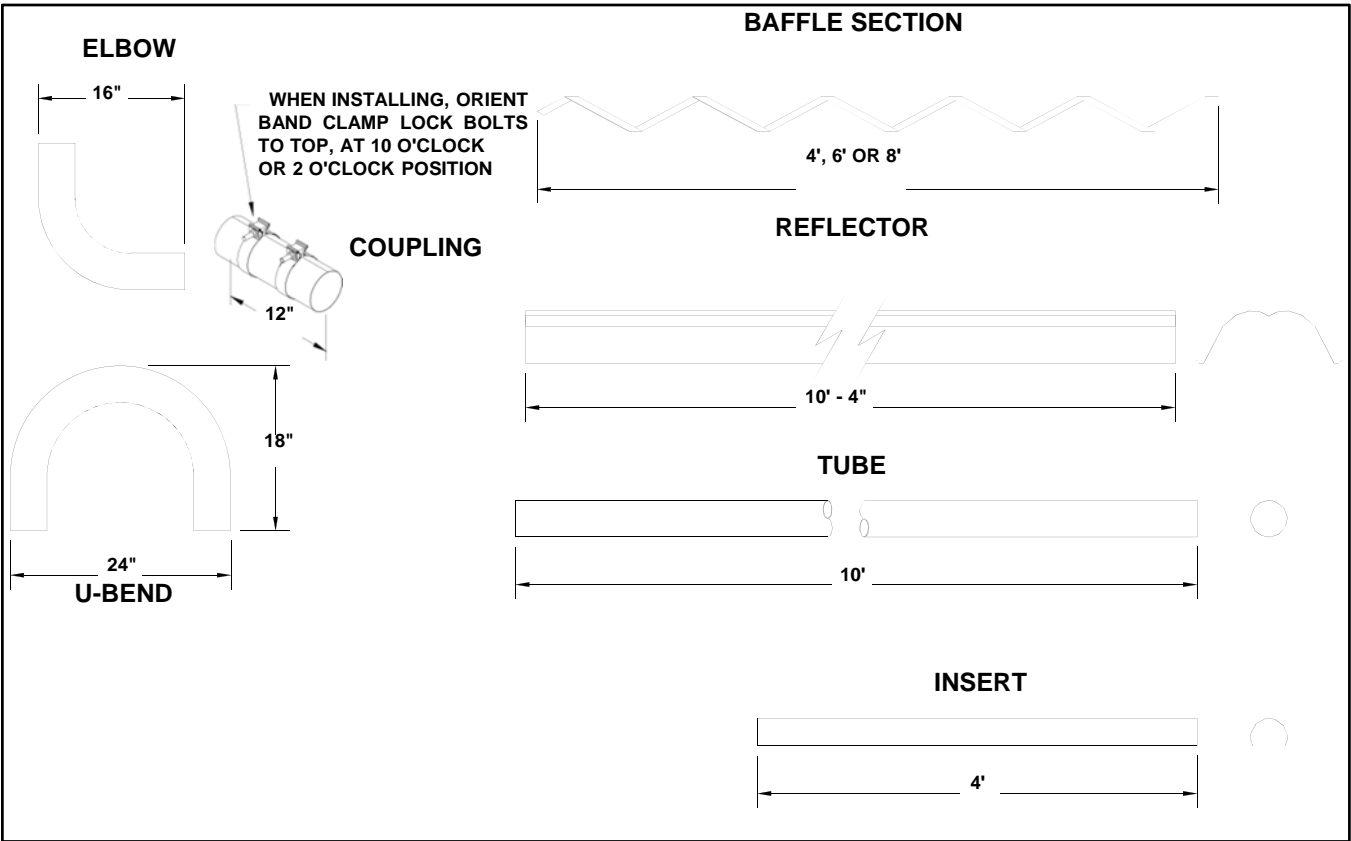 ELBOW
16"
WHEN INSTALLING, ORIENT
BAND CLAMP LOCK BOLTS
TO TOP, AT 10 O'CLOCK
OR 2 O'CLOCK POSITION
COUPLING
12"
18"
24"
U-BEND
BAFFLE SECTION
4', 6' OR 8'
REFLECTOR
10' - 4"
TUBE
10'
INSERT
4'